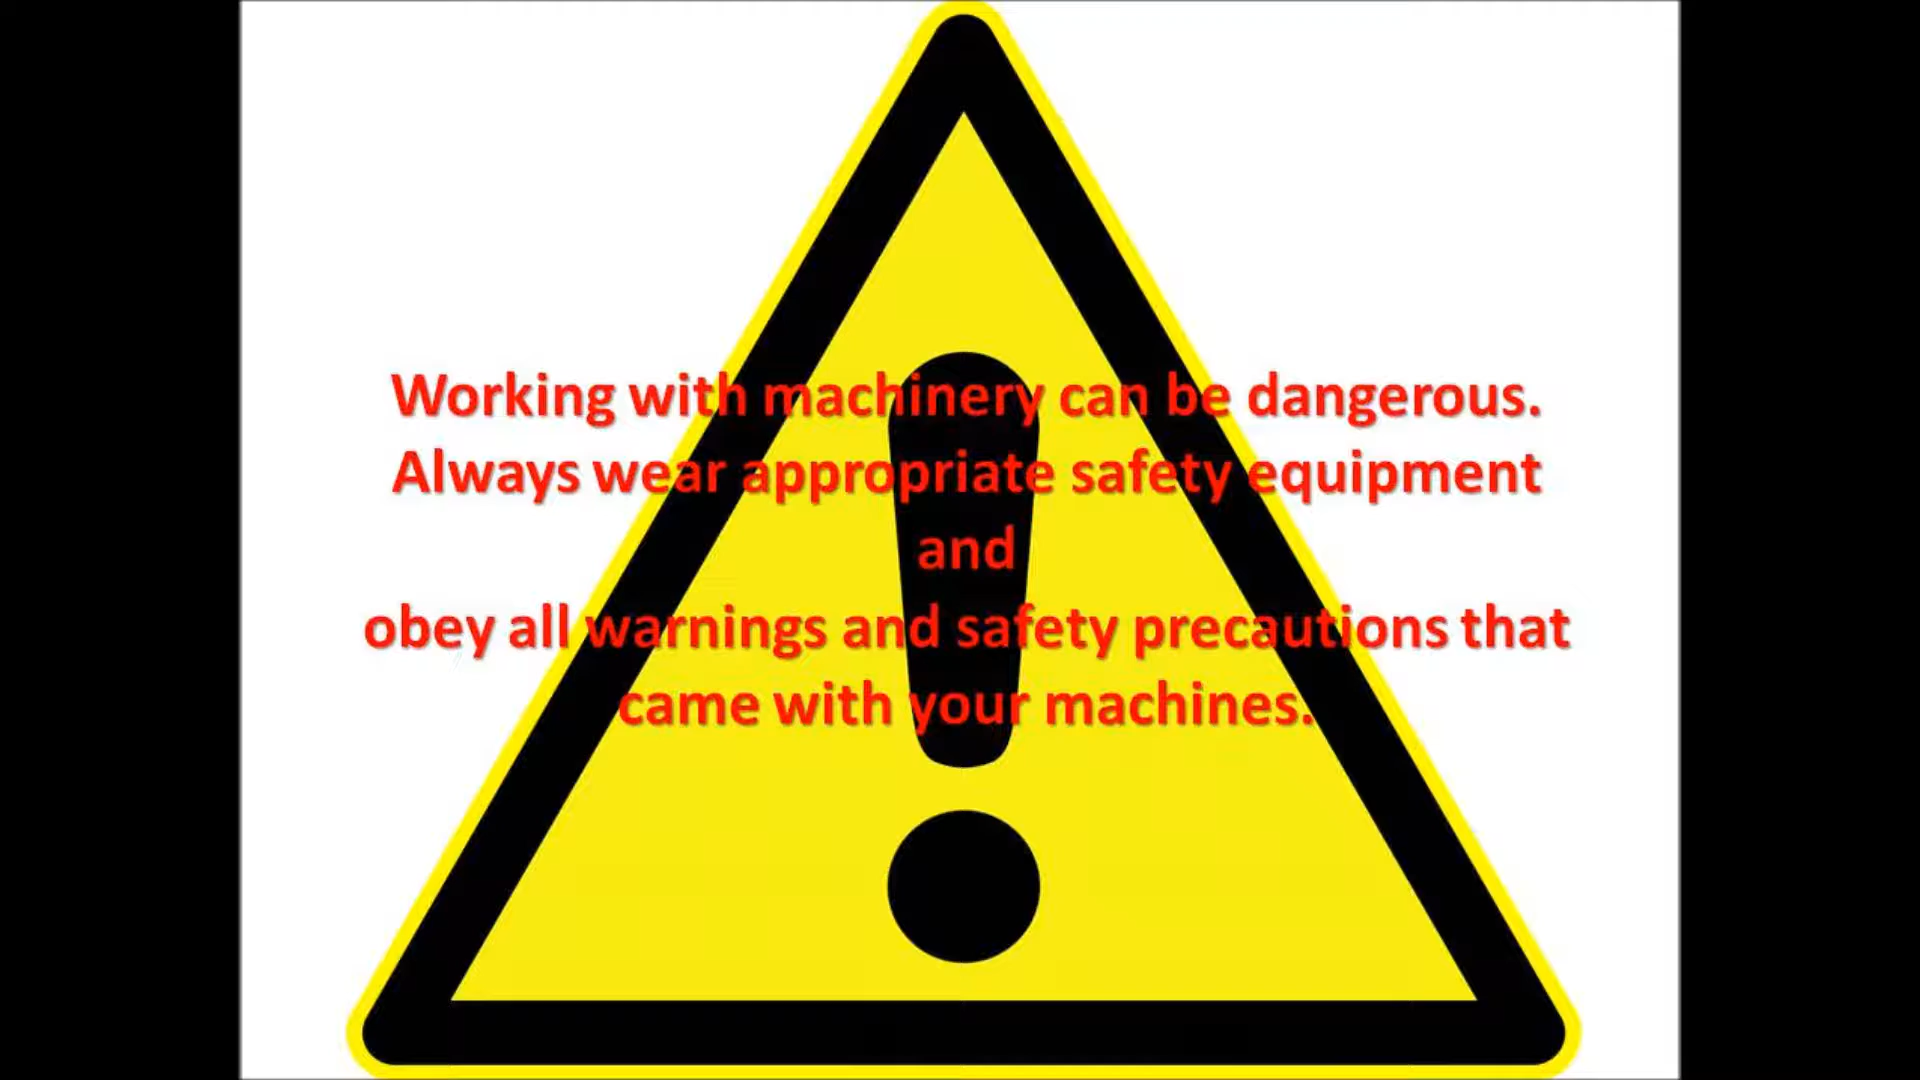 Working with machinery can be dangerous.
Always wear appropriate safety equipment
and
obey all warnings and safety precautions that
came with your machines.